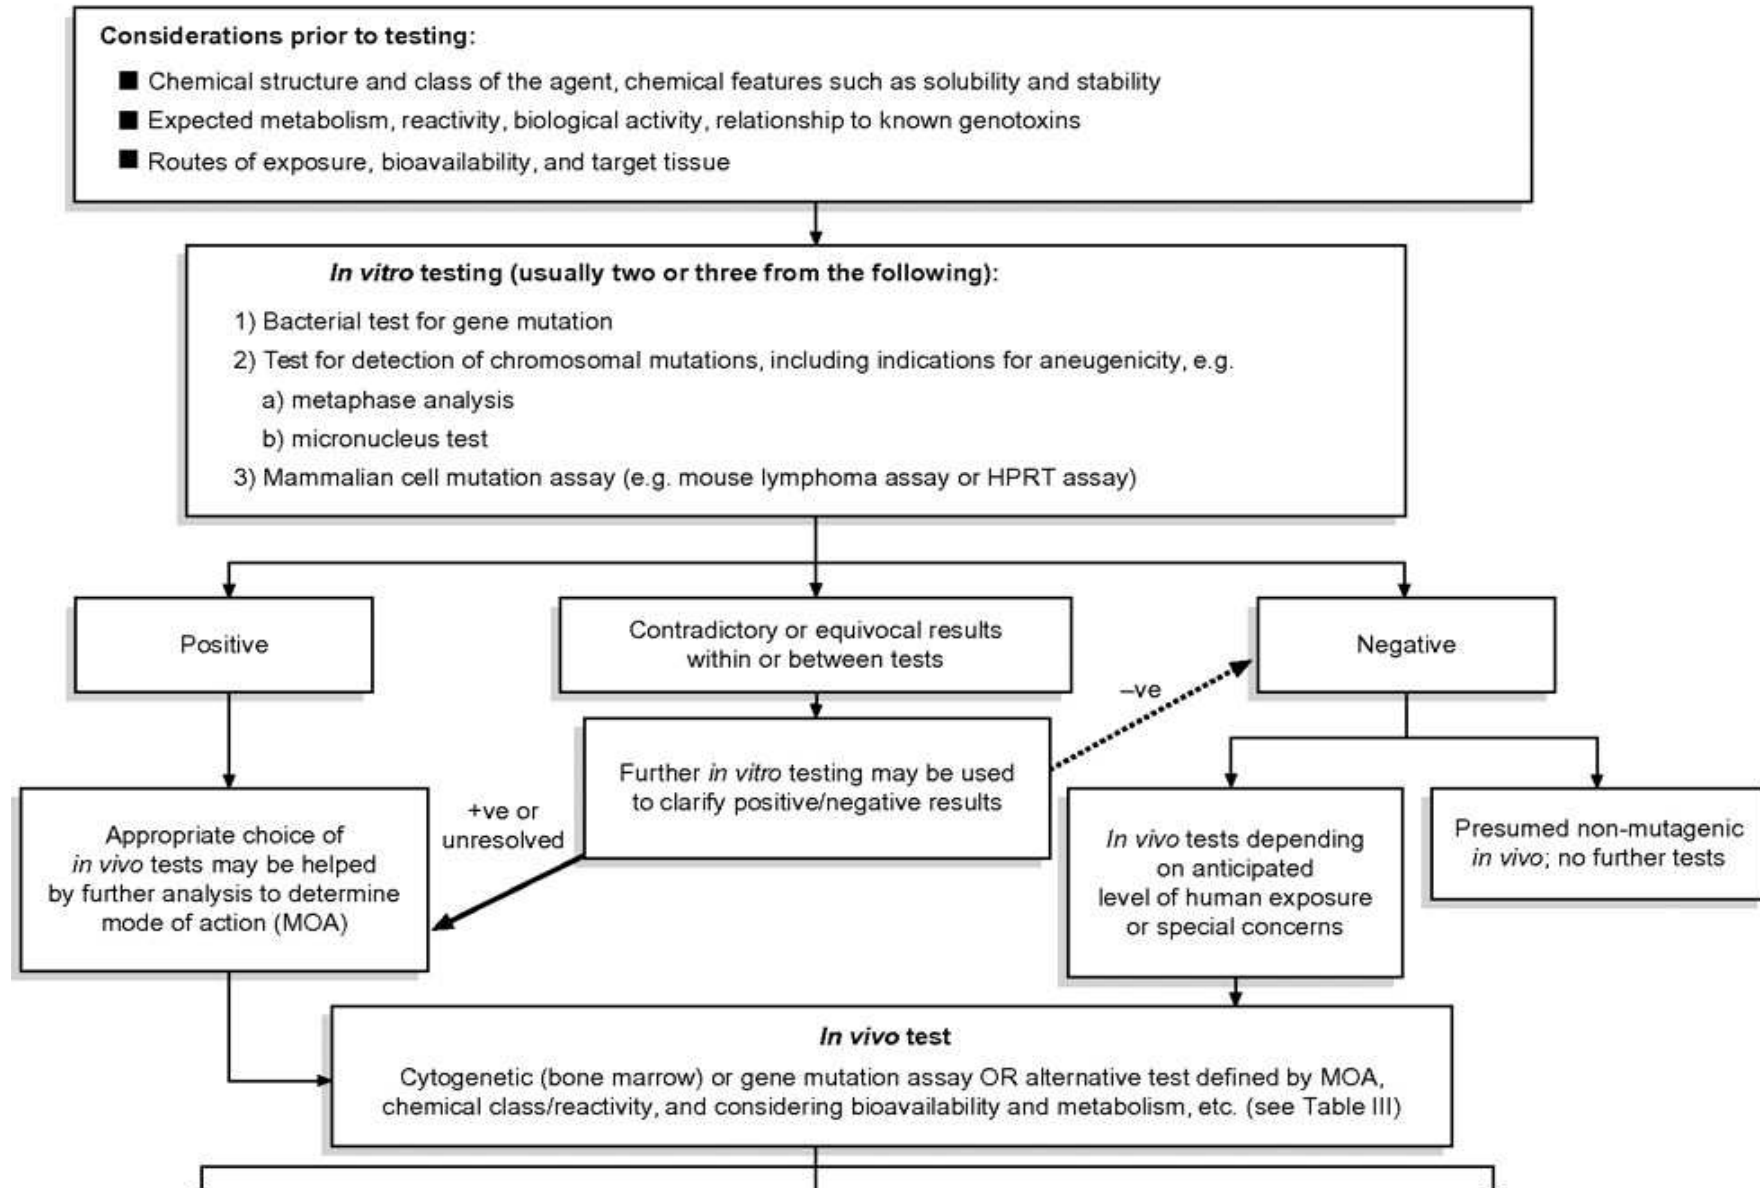 Considerations prior to testing:
■ Chemical structure and class of the agent, chemical features such as solubility and stability
■ Expected metabolism, reactivity, biological activity, relationship to known genotoxins
■ Routes of exposure, bioavailability, and target tissue
In vitro testing (usually two or three from the following):
1) Bacterial test for gene mutation
2) Test for detection of chromosomal mutations, including indications for aneugenicity, e.g.
a) metaphase analysis
b) micronucleus test
3) Mammalian cell mutation assay (e.g. mouse lymphoma assay or HPRT assay)
Positive
Contradictory or equivocal results
within or between tests
Negative
–ve
Further in vitro testing may be used
to clarify positive/negative results
+ve or
unresolved
Appropriate choice of
in vivo tests may be helped
by further analysis to determine
mode of action (MOA)
In vivo tests depending
on anticipated
level of human exposure
or special concerns
Presumed non-mutagenic
in vivo; no further tests
In vivo test
Cytogenetic (bone marrow) or gene mutation assay OR alternative test defined by MOA,
chemical class/reactivity, and considering bioavailability and metabolism, etc. (see Table III)